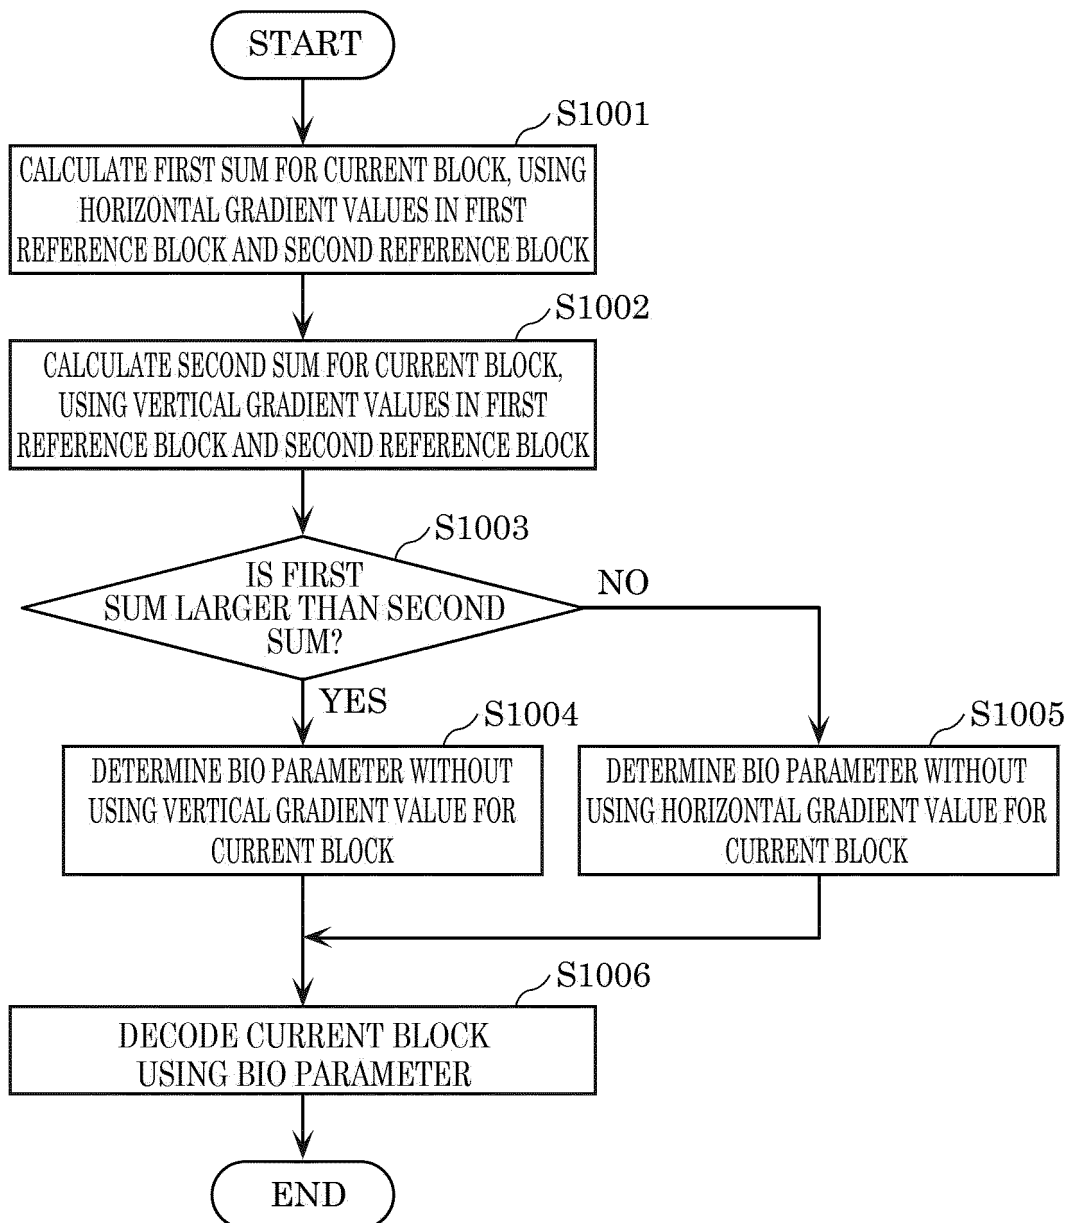 START
S1001
CALCULATE FIRST SUM FOR CURRENT BLOCK, USING
HORIZONTAL GRADIENT VALUES IN FIRST
REFERENCE BLOCK AND SECOND REFERENCE BLOCK
S1002
CALCULATE SECOND SUM FOR CURRENT BLOCK,
USING VERTICAL GRADIENT VALUES IN FIRST
REFERENCE BLOCK AND SECOND REFERENCE BLOCK
S1003
IS FIRST
SUM LARGER THAN SECOND
SUM?
NO
YES
S1004
DETERMINE BIO PARAMETER WITHOUT
USING VERTICAL GRADIENT VALUE FOR
CURRENT BLOCK
S1005
DETERMINE BIO PARAMETER WITHOUT
USING HORIZONTAL GRADIENT VALUE FOR
CURRENT BLOCK
S1006
DECODE CURRENT BLOCK
USING BIO PARAMETER
END